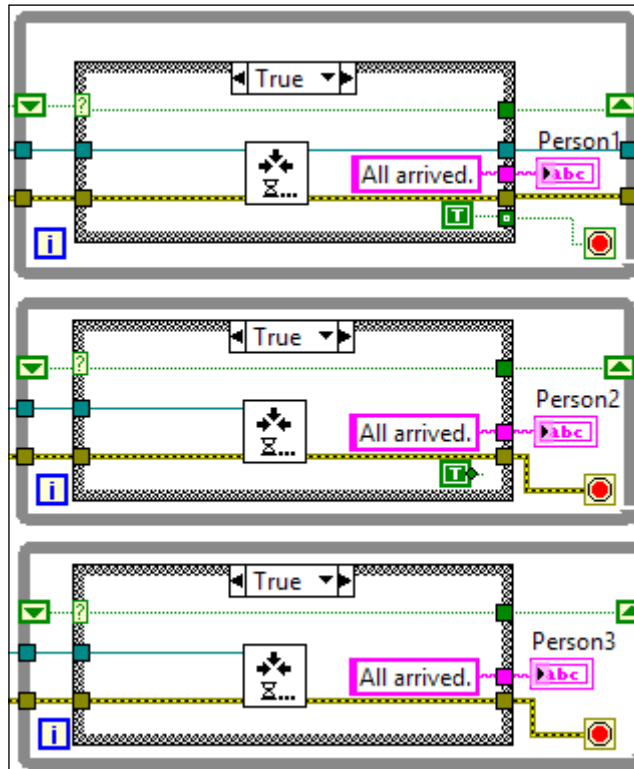 True
?
Person1
All arrived.
abc
T
i
True
?
Person2
All arrived.
abc
T
i
True
?
Person3
All arrived.
abc
i